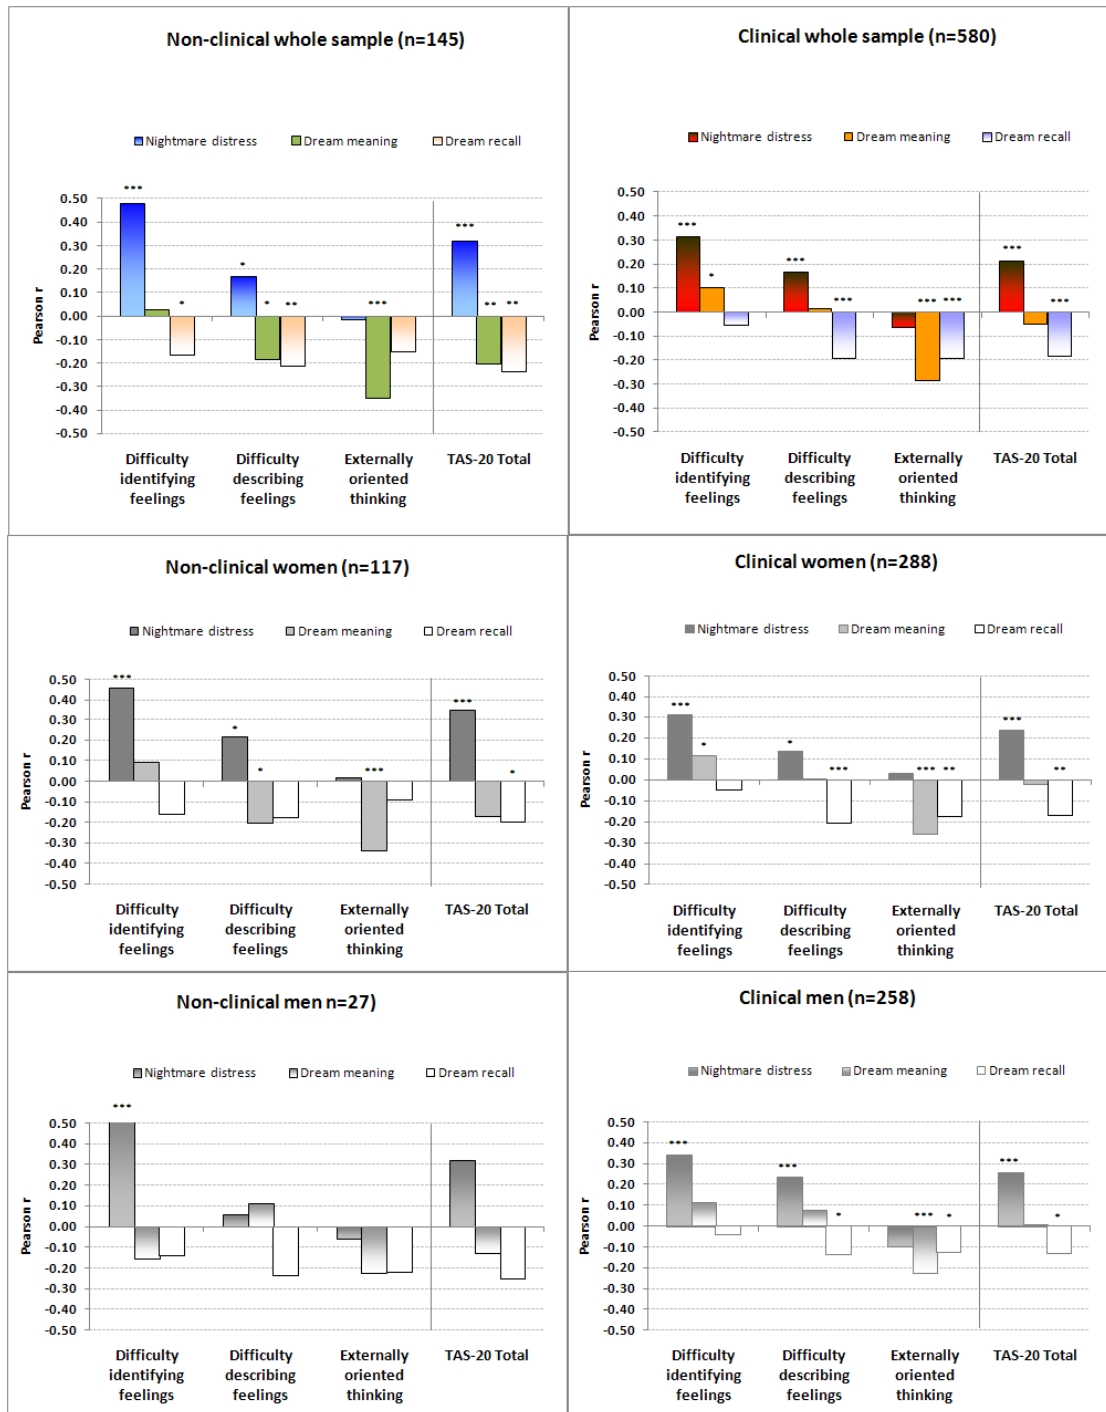 Non-clinical whole sample (n=145)
Nightmare distress Dream meaning Dream recall
Pearson r
0.50
0.40
0.30
0.20
0.10
0.00
-0.10
-0.20
-0.30
-0.40
-0.50
*** * * * ** *** *** ** **
Difficulty identifying feelings
Difficulty describing feelings
Externally oriented thinking
TAS-20 Total
Clinical whole sample (n=580)
Nightmare distress Dream meaning Dream recall
Pearson r
0.50
0.40
0.30
0.20
0.10
0.00
-0.10
-0.20
-0.30
-0.40
-0.50
*** * *** *** *** *** *** ***
Difficulty identifying feelings
Difficulty describing feelings
Externally oriented thinking
TAS-20 Total
Non-clinical women (n=117)
Nightmare distress Dream meaning Dream recall
Pearson r
0.50
0.40
0.30
0.20
0.10
0.00
-0.10
-0.20
-0.30
-0.40
-0.50
*** * * *** *** *
Difficulty identifying feelings
Difficulty describing feelings
Externally oriented thinking
TAS-20 Total
Clinical women (n=288)
Nightmare distress Dream meaning Dream recall
Pearson r
0.50
0.40
0.30
0.20
0.10
0.00
-0.10
-0.20
-0.30
-0.40
-0.50
*** * * *** *** ** *** **
Difficulty identifying feelings
Difficulty describing feelings
Externally oriented thinking
TAS-20 Total
Non-clinical men n=27)
Nightmare distress Dream meaning Dream recall
Pearson r
0.50
0.40
0.30
0.20
0.10
0.00
-0.10
-0.20
-0.30
-0.40
-0.50
***
Difficulty identifying feelings
Difficulty describing feelings
Externally oriented thinking
TAS-20 Total
Clinical men (n=258)
Nightmare distress Dream meaning Dream recall
Pearson r
0.50
0.40
0.30
0.20
0.10
0.00
-0.10
-0.20
-0.30
-0.40
-0.50
*** *** * *** * *** *
Difficulty identifying feelings
Difficulty describing feelings
Externally oriented thinking
TAS-20 Total